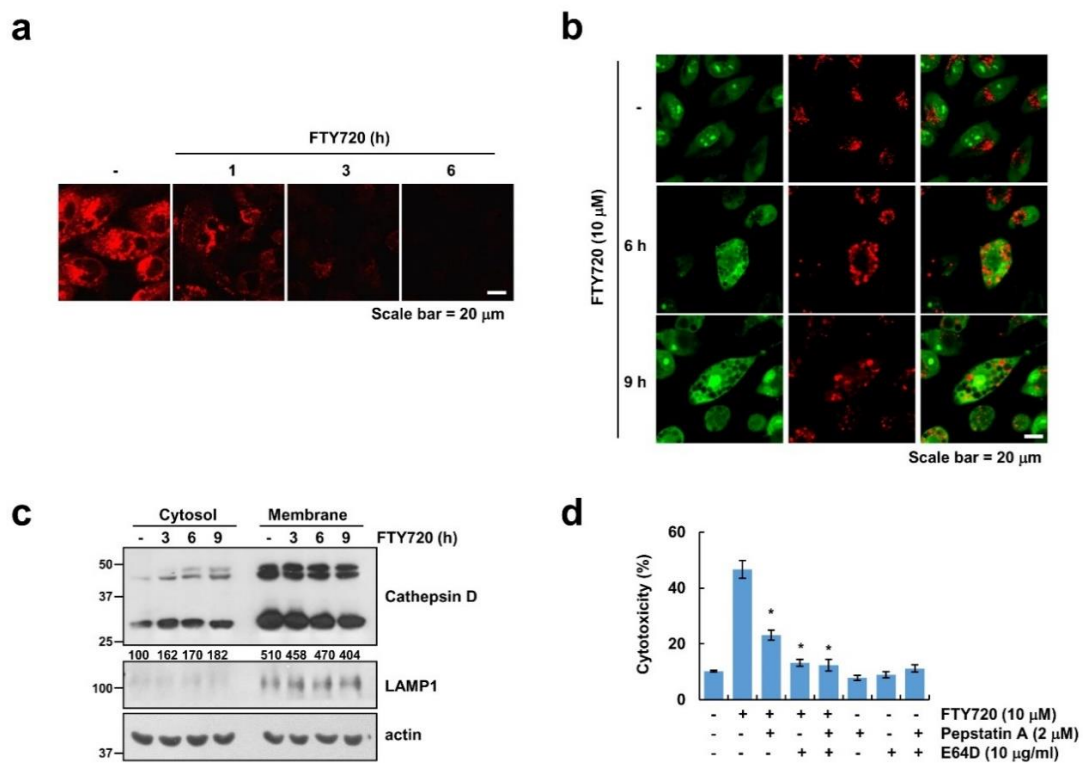 a
FTY720 (h)
- 1 3 6
Scale bar = 20 μm
b
FTY720 (10 μM)
-
6 h
9 h
Scale bar = 20 μm
c
Cytosol Membrane
- 3 6 9 - 3 6 9 FTY720 (h)
50
37
25
Cathepsin D
100 162 170 182 510 458 470 404
100
LAMP1
actin
37
d
Cytotoxicity (%)
60
40
20
0
* * *
- + + + + - - - FTY720 (10 μM)
- - + - + + - + Pepstatin A (2 μM)
- - - + + - + + E64D (10 μg/ml)